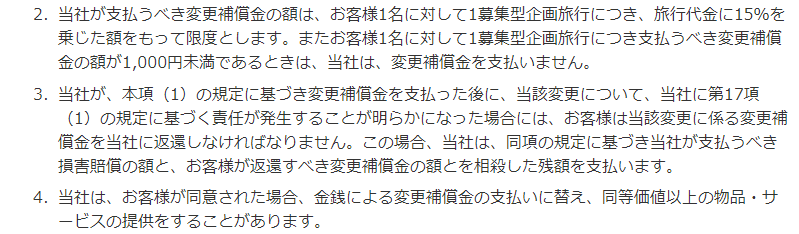 2. 当社が支払うべき変更補償金の額は、お客様1名に対して1募集型企画旅行につき、旅行代金に15%を
乗じた額をもって限度とします。またお客様1名に対して1募集型企画旅行につき支払うべき変更補償
金の額が1,000円未満であるときは、当社は、変更補償金を支払いません。
3. 当社が、本項（1）の規定に基づき変更補償金を支払った後に、当該変更について、当社に第17項
（1）の規定に基づく責任が発生することが明らかになった場合には、お客様は当該変更に係る変更補
償金を当社に返還しなければなりません。この場合、当社は、同項の規定に基づき当社が支払うべき
損害賠償の額と、お客様が返還すべき変更補償金の額とを相殺した残額を支払います。
4. 当社は、お客様が同意された場合、金銭による変更補償金の支払いに替え、同等価値以上の物品・サ
ービスの提供をすることがあります。